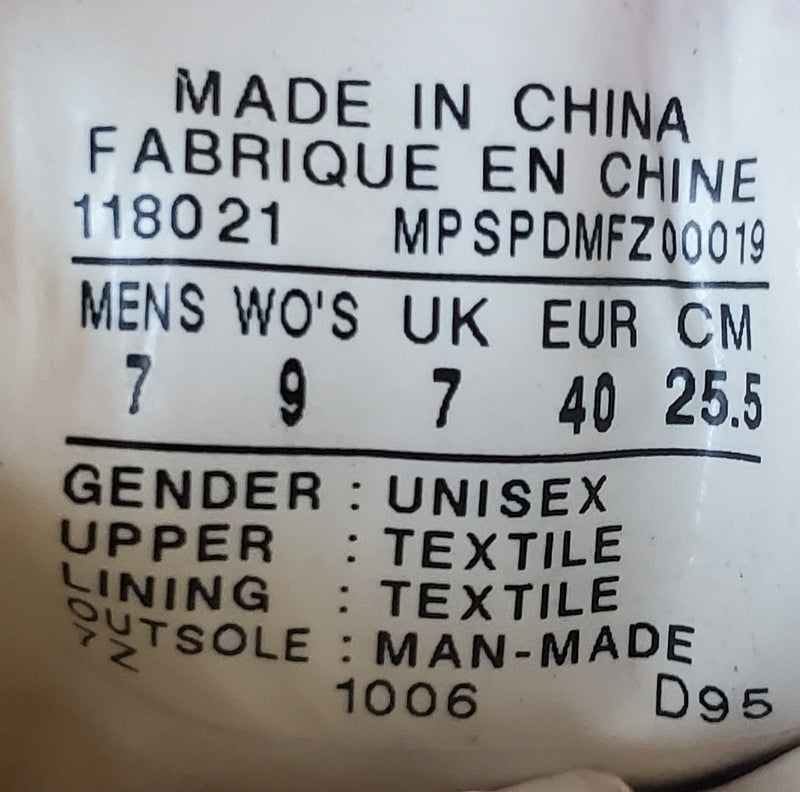 MADE IN CHINA
FABRIQUE EN CHINE
118021 MPSPDMFZ00019
MENS WO'S UK EUR CM
7 9 7 40 25.5
GENDER : UNISEX
UPPER : TEXTILE
LINING : TEXTILE
OUTSOLE : MAN-MADE
1006 D95